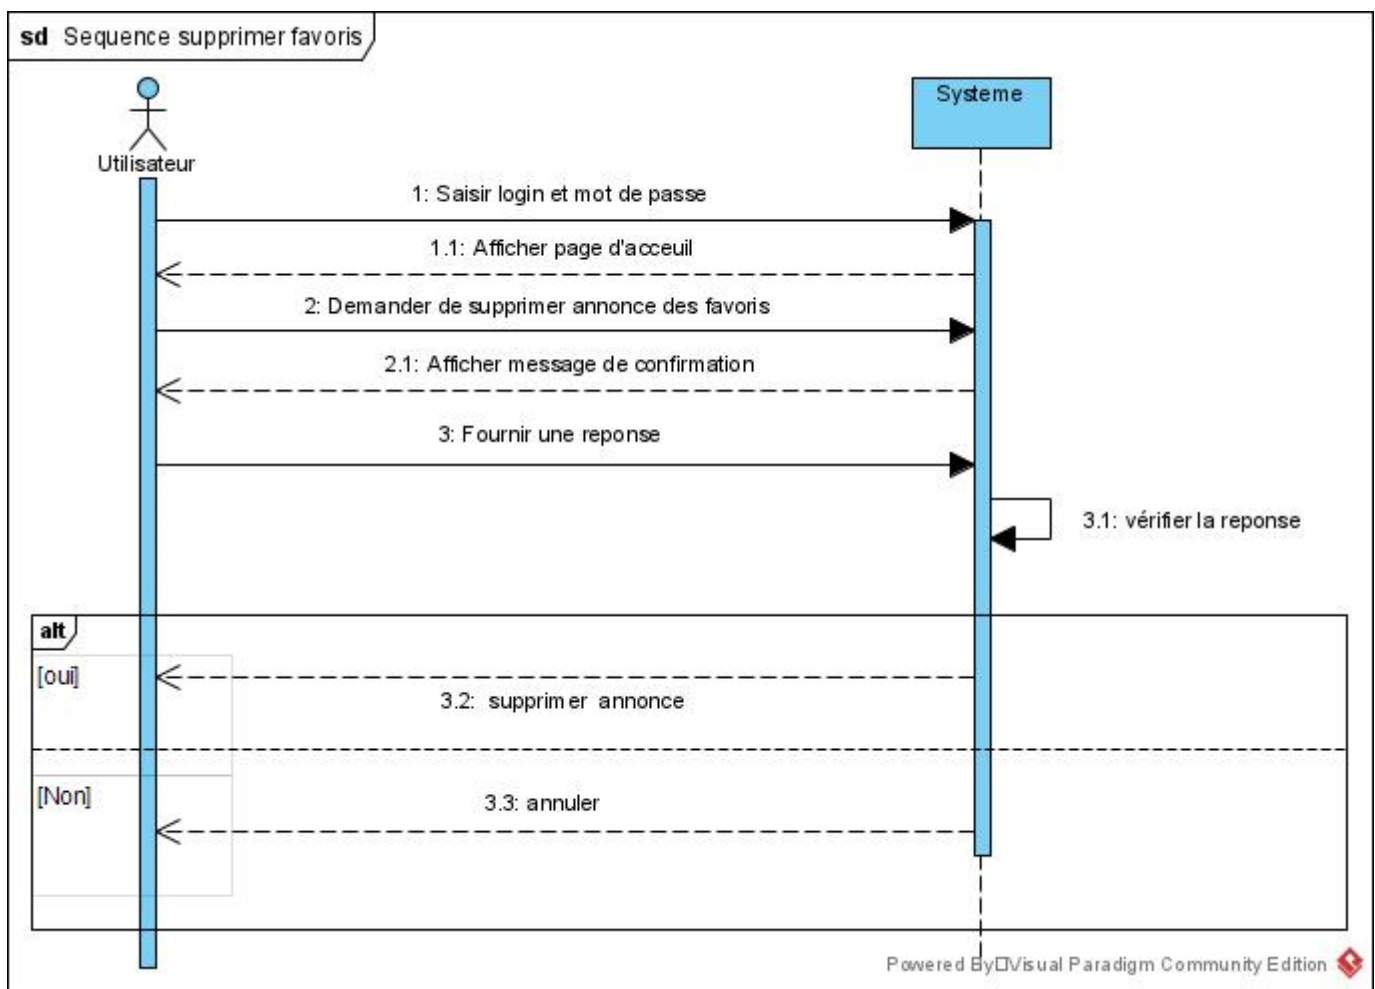 sd Sequence supprimer favoris
Systeme
Utilisateur
1: Saisir login et mot de passe
1.1: Afficher page d'acceuil
2: Demander de supprimer annonce des favoris
2.1: Afficher message de confirmation
3: Fournir une reponse
3.1: vérifier la reponse
alt
[oui]
3.2: supprimer annonce
[Non]
3.3: annuler
Powered By□Visual Paradigm Community Edition